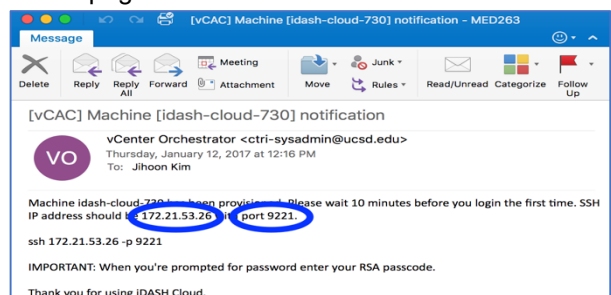 [vCAC] Machine [idash-cloud-730] notification - MED263
Message
Meeting
Attachment
Junk
Rules
Delete Reply Reply All Forward Move Read/Unread Categorize Follow Up
[vCAC] Machine [idash-cloud-730] notification
VO
vCenter Orchestrator <ctri-sysadmin@ucsd.edu>
Thursday, January 12, 2017 at 12:16 PM
To: Jihoon Kim
Machine idash-cloud-730 has been provisioned. Please wait 10 minutes before you login the first time. SSH
IP address should be 172.21.53.26 with port 9221.
ssh 172.21.53.26 -p 9221
IMPORTANT: When you're prompted for password enter your RSA passcode.
Thank you for using iDASH Cloud.